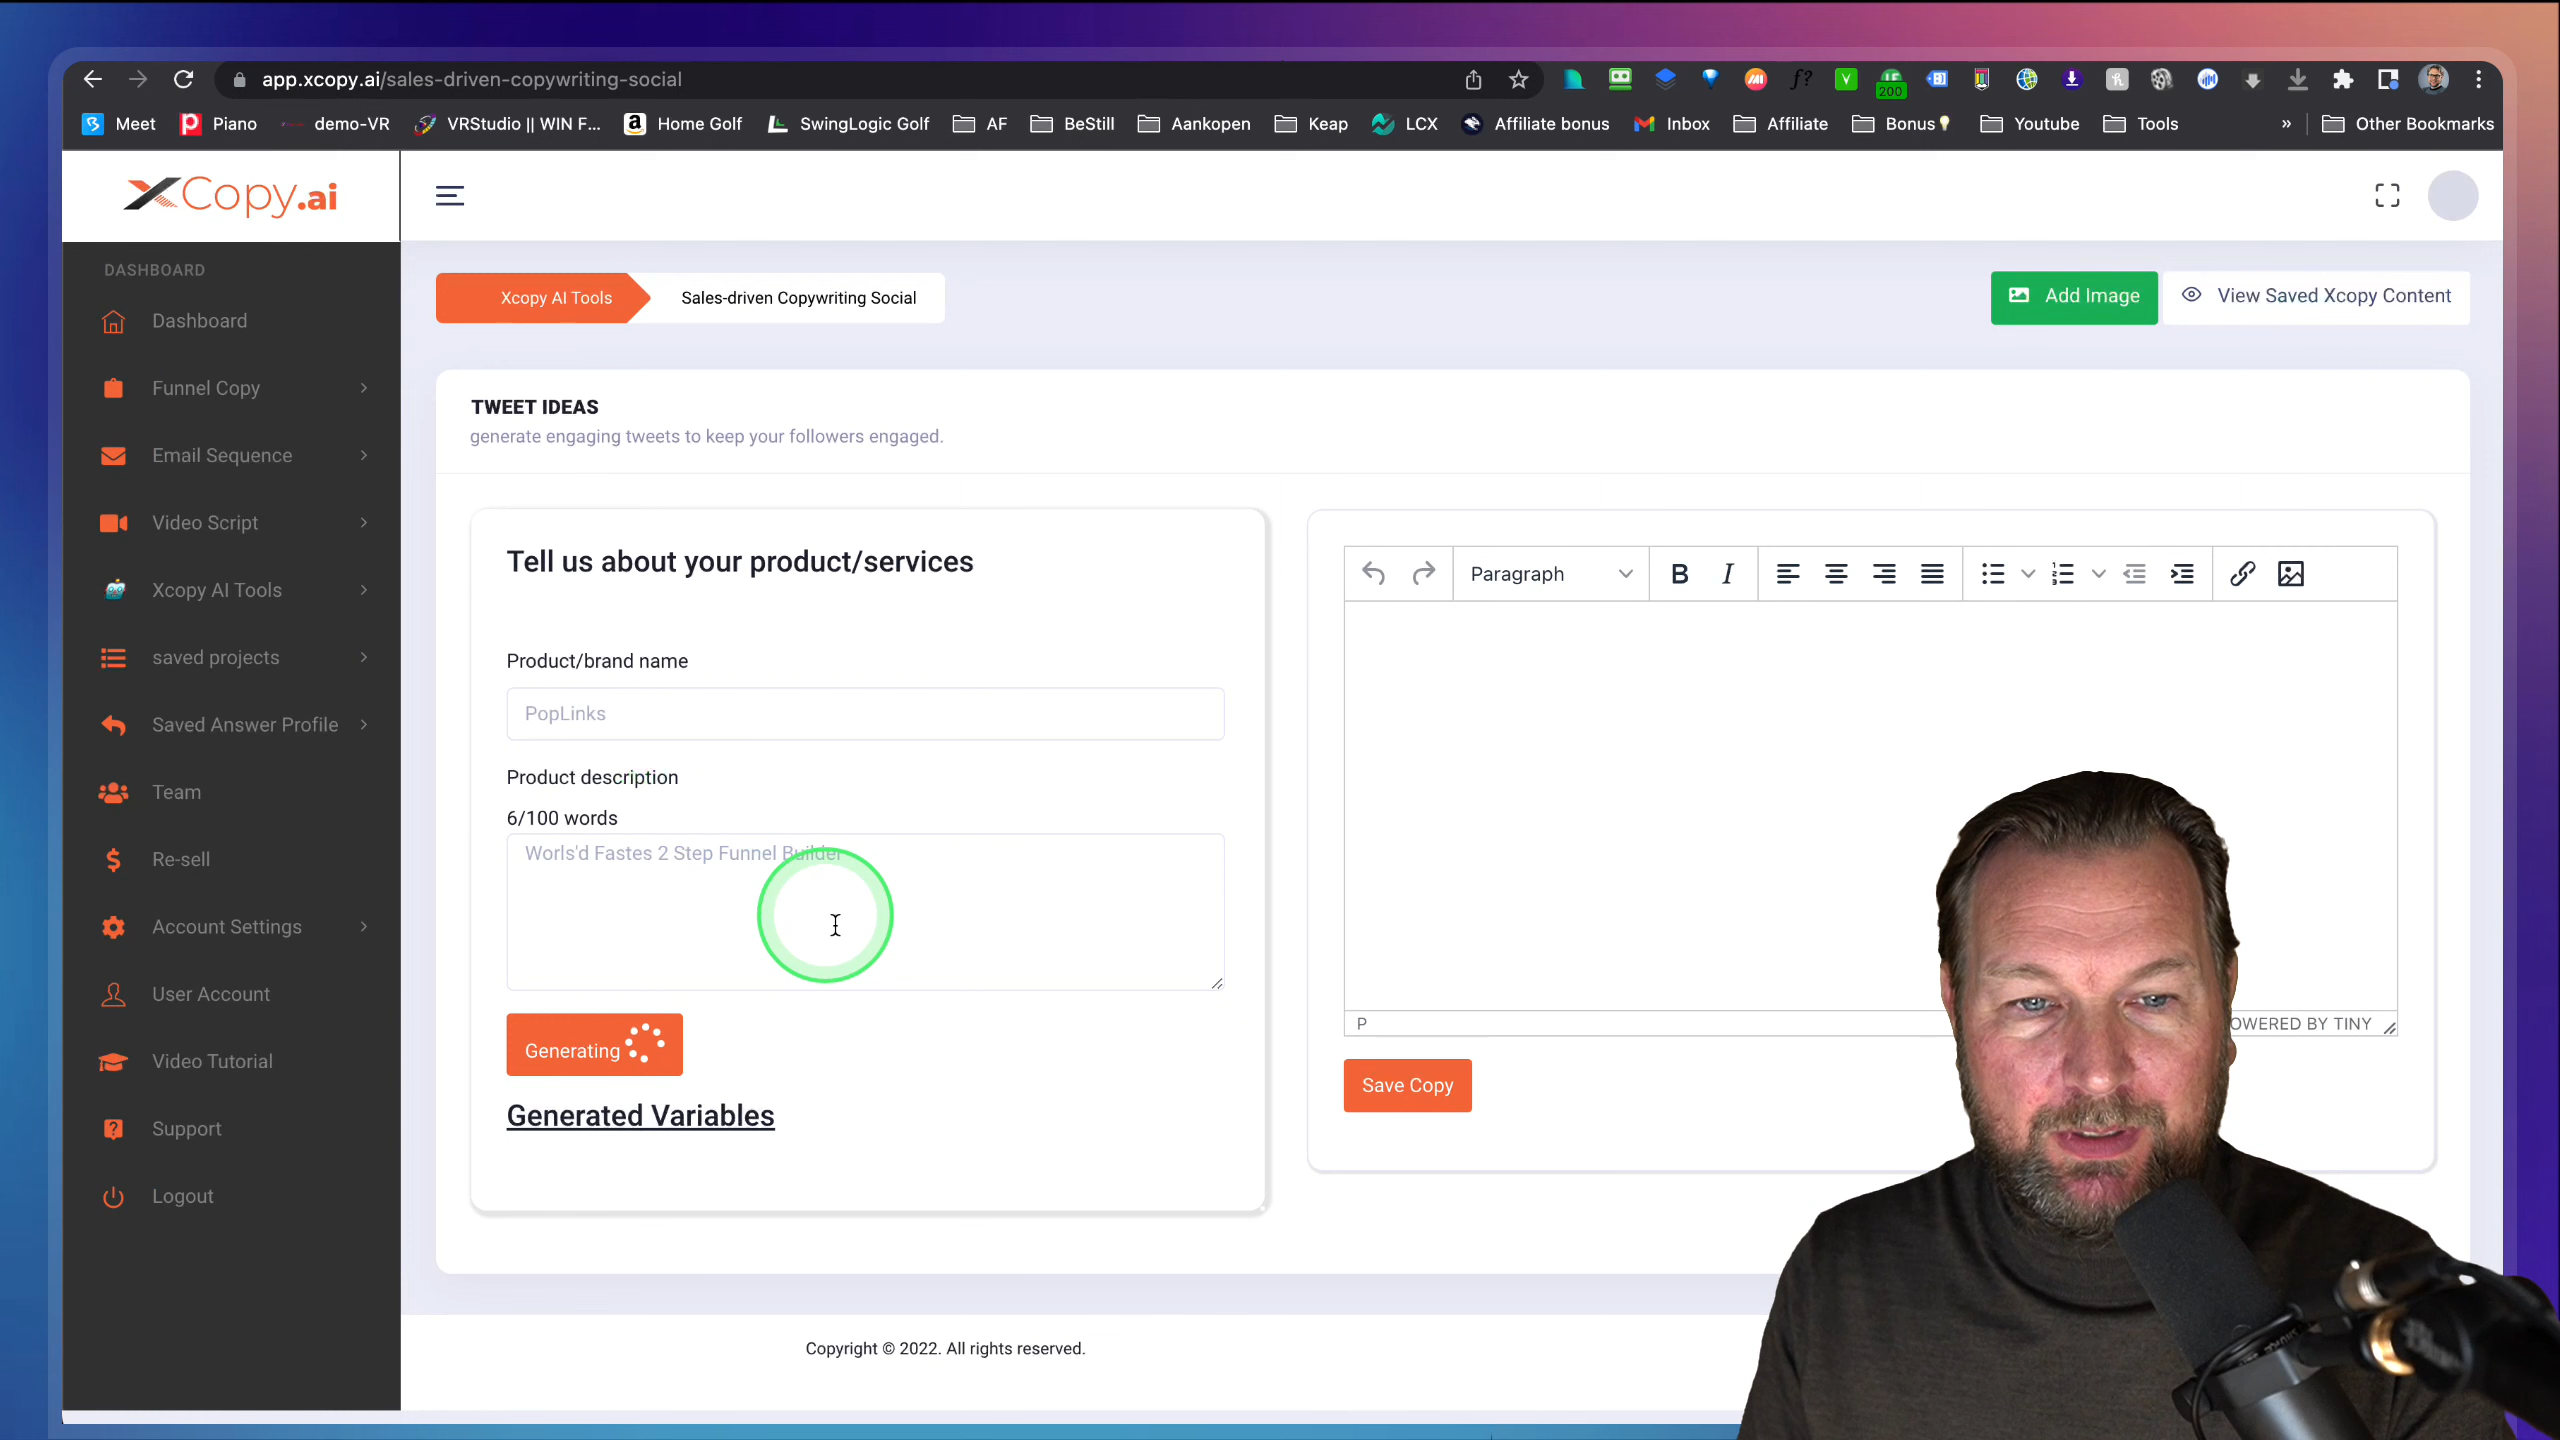 app.xcopy.ai/sales-driven-copywriting-social
200
Meet
Piano
demo-VR
VRStudio || WIN F...
Home Golf
SwingLogic Golf
AF
BeStill
Aankopen
Keap
LCX
Affiliate bonus
Inbox
Affiliate
Bonus
Youtube
Tools
»
Other Bookmarks
XCopy.ai
DASHBOARD
Dashboard
Funnel Copy
Email Sequence
Video Script
Xcopy AI Tools
saved projects
Saved Answer Profile
Team
Re-sell
Account Settings
User Account
Video Tutorial
Support
Logout
Xcopy AI Tools
Sales-driven Copywriting Social
Add Image
View Saved Xcopy Content
TWEET IDEAS
generate engaging tweets to keep your followers engaged.
Tell us about your product/services
Product/brand name
PopLinks
Product description
6/100 words
Worls'd Fastes 2 Step Funnel Builder
Generating
Generated Variables
Paragraph
B I
P
OWERED BY TINY
Save Copy
Copyright © 2022. All rights reserved.